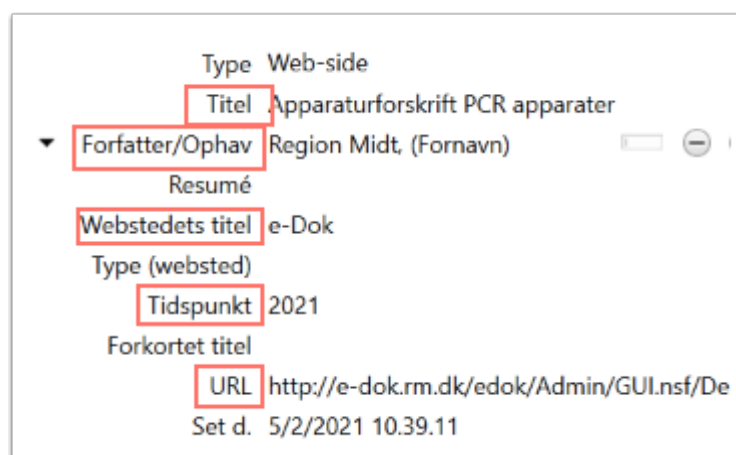 Type Web-side
Titel Apparaturforskrift PCR apparater
Forfatter/Ophav Region Midt, (Fornavn)
Resumé
Webstedets titel e-Dok
Type (websted)
Tidspunkt 2021
Forkortet titel
URL http://e-dok.rm.dk/edok/Admin/GUI.nsf/De
Set d. 5/2/2021 10.39.11